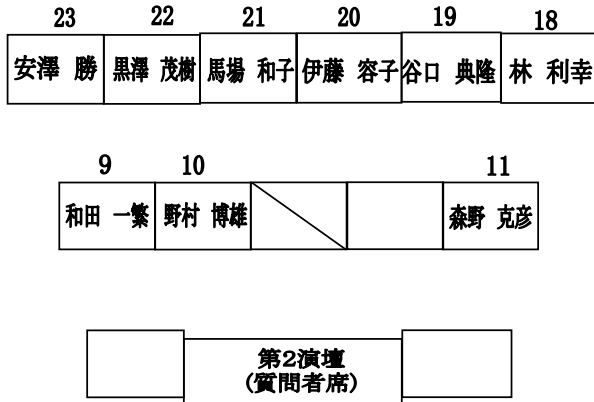 23 22 21 20 19 18
安澤 勝 黒澤 茂樹 馬場 和子 伊藤 容子 谷口 典隆 林 利幸
9 10 11
和田 一繁 野村 博雄 森野 克彦
第2演壇
(質問者席)